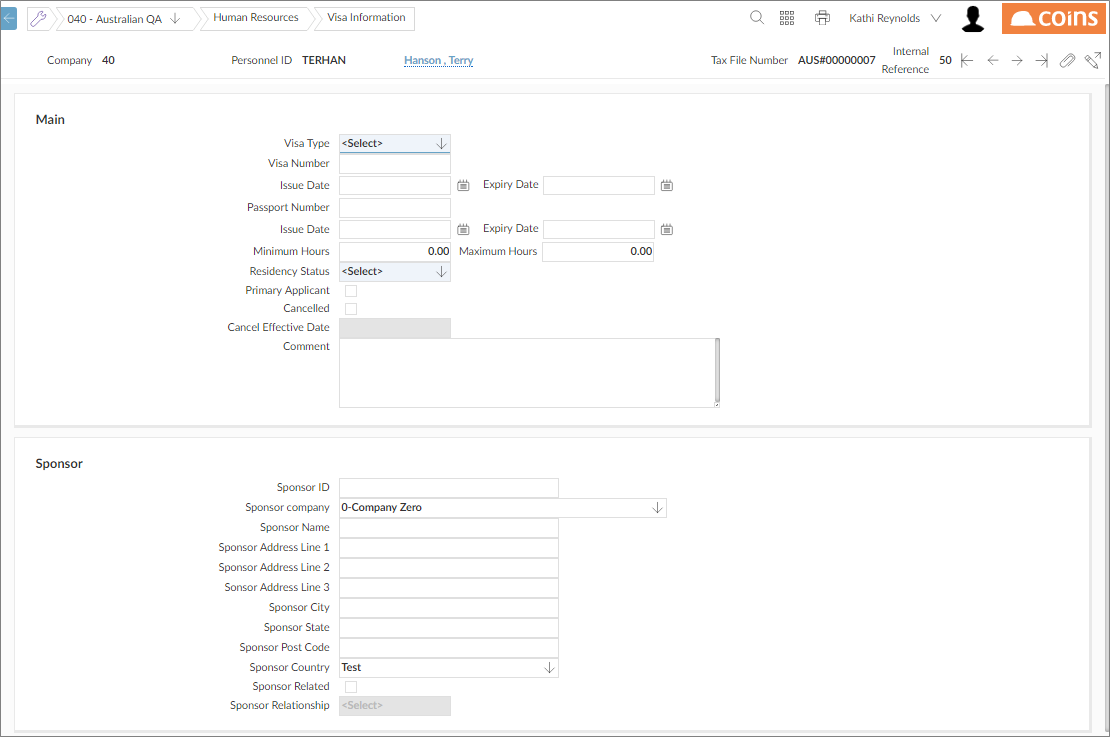 040 - Australian QA Human Resources Visa Information Kathi Reynolds coins
Company 40 Personnel ID TERHAN Hanson , Terry Tax File Number AUS#00000007 Internal Reference 50
Main
Visa Type <Select>
Visa Number
Issue Date Expiry Date
Passport Number
Issue Date Expiry Date
Minimum Hours 0.00 Maximum Hours 0.00
Residency Status <Select>
Primary Applicant
Cancelled
Cancel Effective Date
Comment
Sponsor
Sponsor ID
Sponsor company 0-Company Zero
Sponsor Name
Sponsor Address Line 1
Sponsor Address Line 2
Sonsor Address Line 3
Sponsor City
Sponsor State
Sponsor Post Code
Sponsor Country Test
Sponsor Related
Sponsor Relationship <Select>